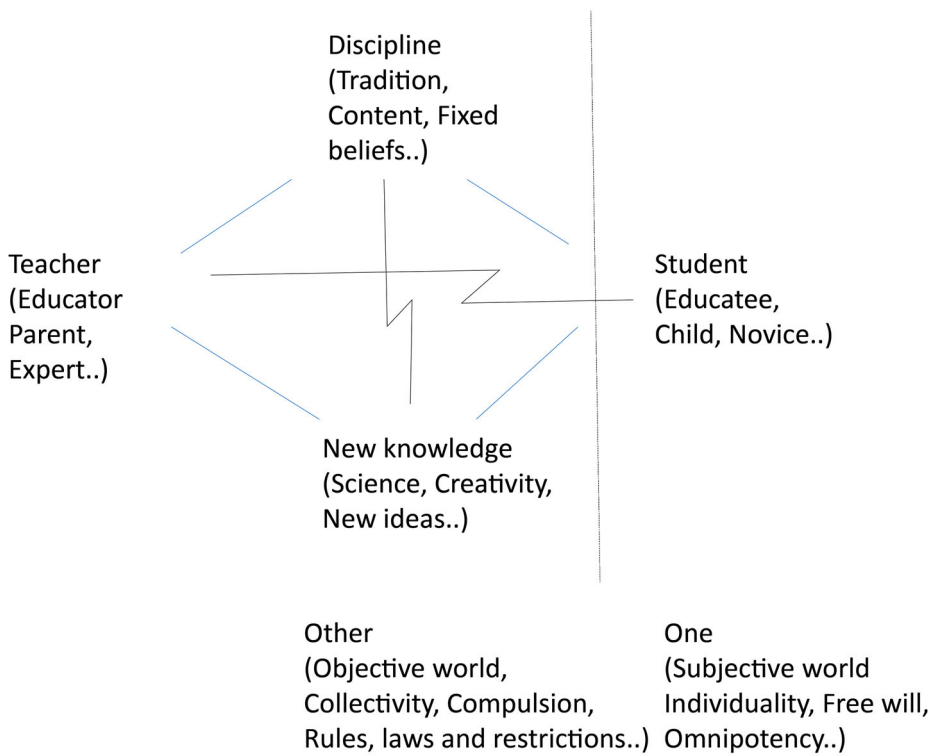 Discipline
(Tradition,
Content, Fixed
beliefs..)
Teacher
(Educator
Parent,
Expert..)
Student
(Educatee,
Child, Novice..)
New knowledge
(Science, Creativity,
New ideas..)
Other
(Objective world,
Collectivity, Compulsion,
Rules, laws and restrictions..)
One
(Subjective world
Individuality, Free will,
Omnipotency..)